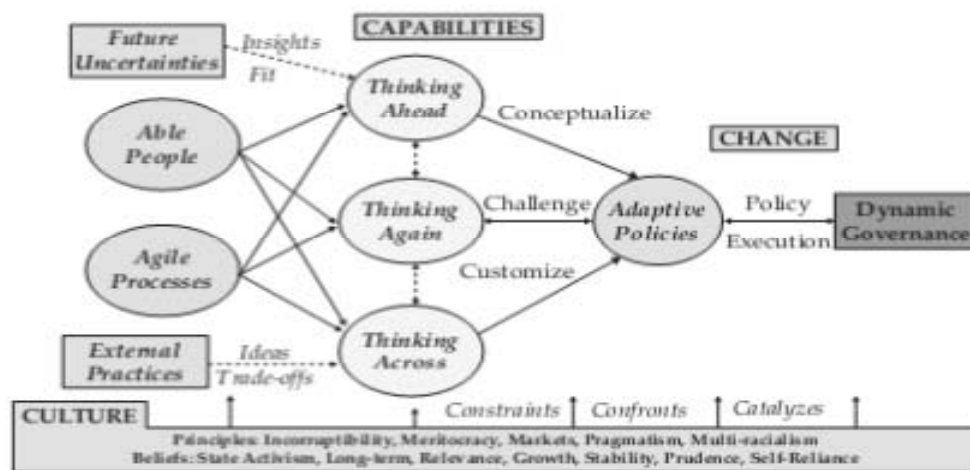 CAPABILITIES
Future
Uncertainties
Insights
Fit
Thinking
Ahead
Conceptualize
Able
People
CHANGE
Thinking
Again
Challenge
Adaptive
Policies
Policy
Execution
Dynamic
Governance
Agile
Processes
Customize
External
Practices
Ideas
Trade-offs
Thinking
Across
CULTURE
Constraints
Confronts
Catalyzes
Principles: Incorruptibility, Meritocracy, Markets, Pragmatism, Multi-racialism
Beliefs: State Activism, Long-term, Relevance, Growth, Stability, Prudence, Self-Reliance